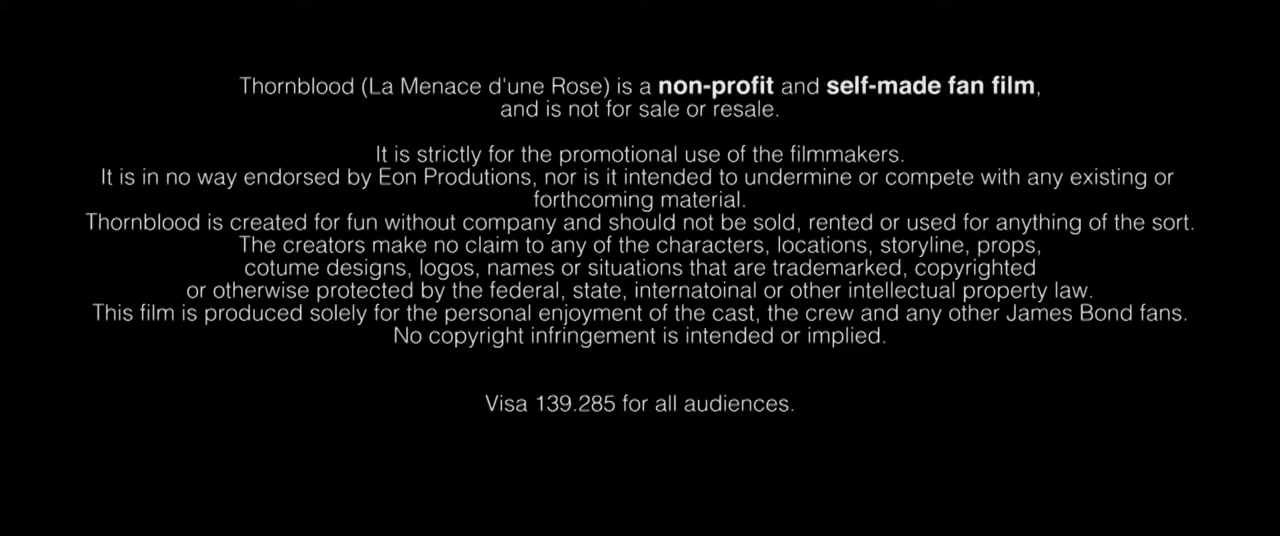 Thornblood (La Menace d'une Rose) is a non-profit and self-made fan film,
and is not for sale or resale.
It is strictly for the promotional use of the filmmakers.
It is in no way endorsed by Eon Produtions, nor is it intended to undermine or compete with any existing or
forthcoming material.
Thornblood is created for fun without company and should not be sold, rented or used for anything of the sort.
The creators make no claim to any of the characters, locations, storyline, props,
cotume designs, logos, names or situations that are trademarked, copyrighted
or otherwise protected by the federal, state, internatoinal or other intellectual property law.
This film is produced solely for the personal enjoyment of the cast, the crew and any other James Bond fans.
No copyright infringement is intended or implied.
Visa 139.285 for all audiences.